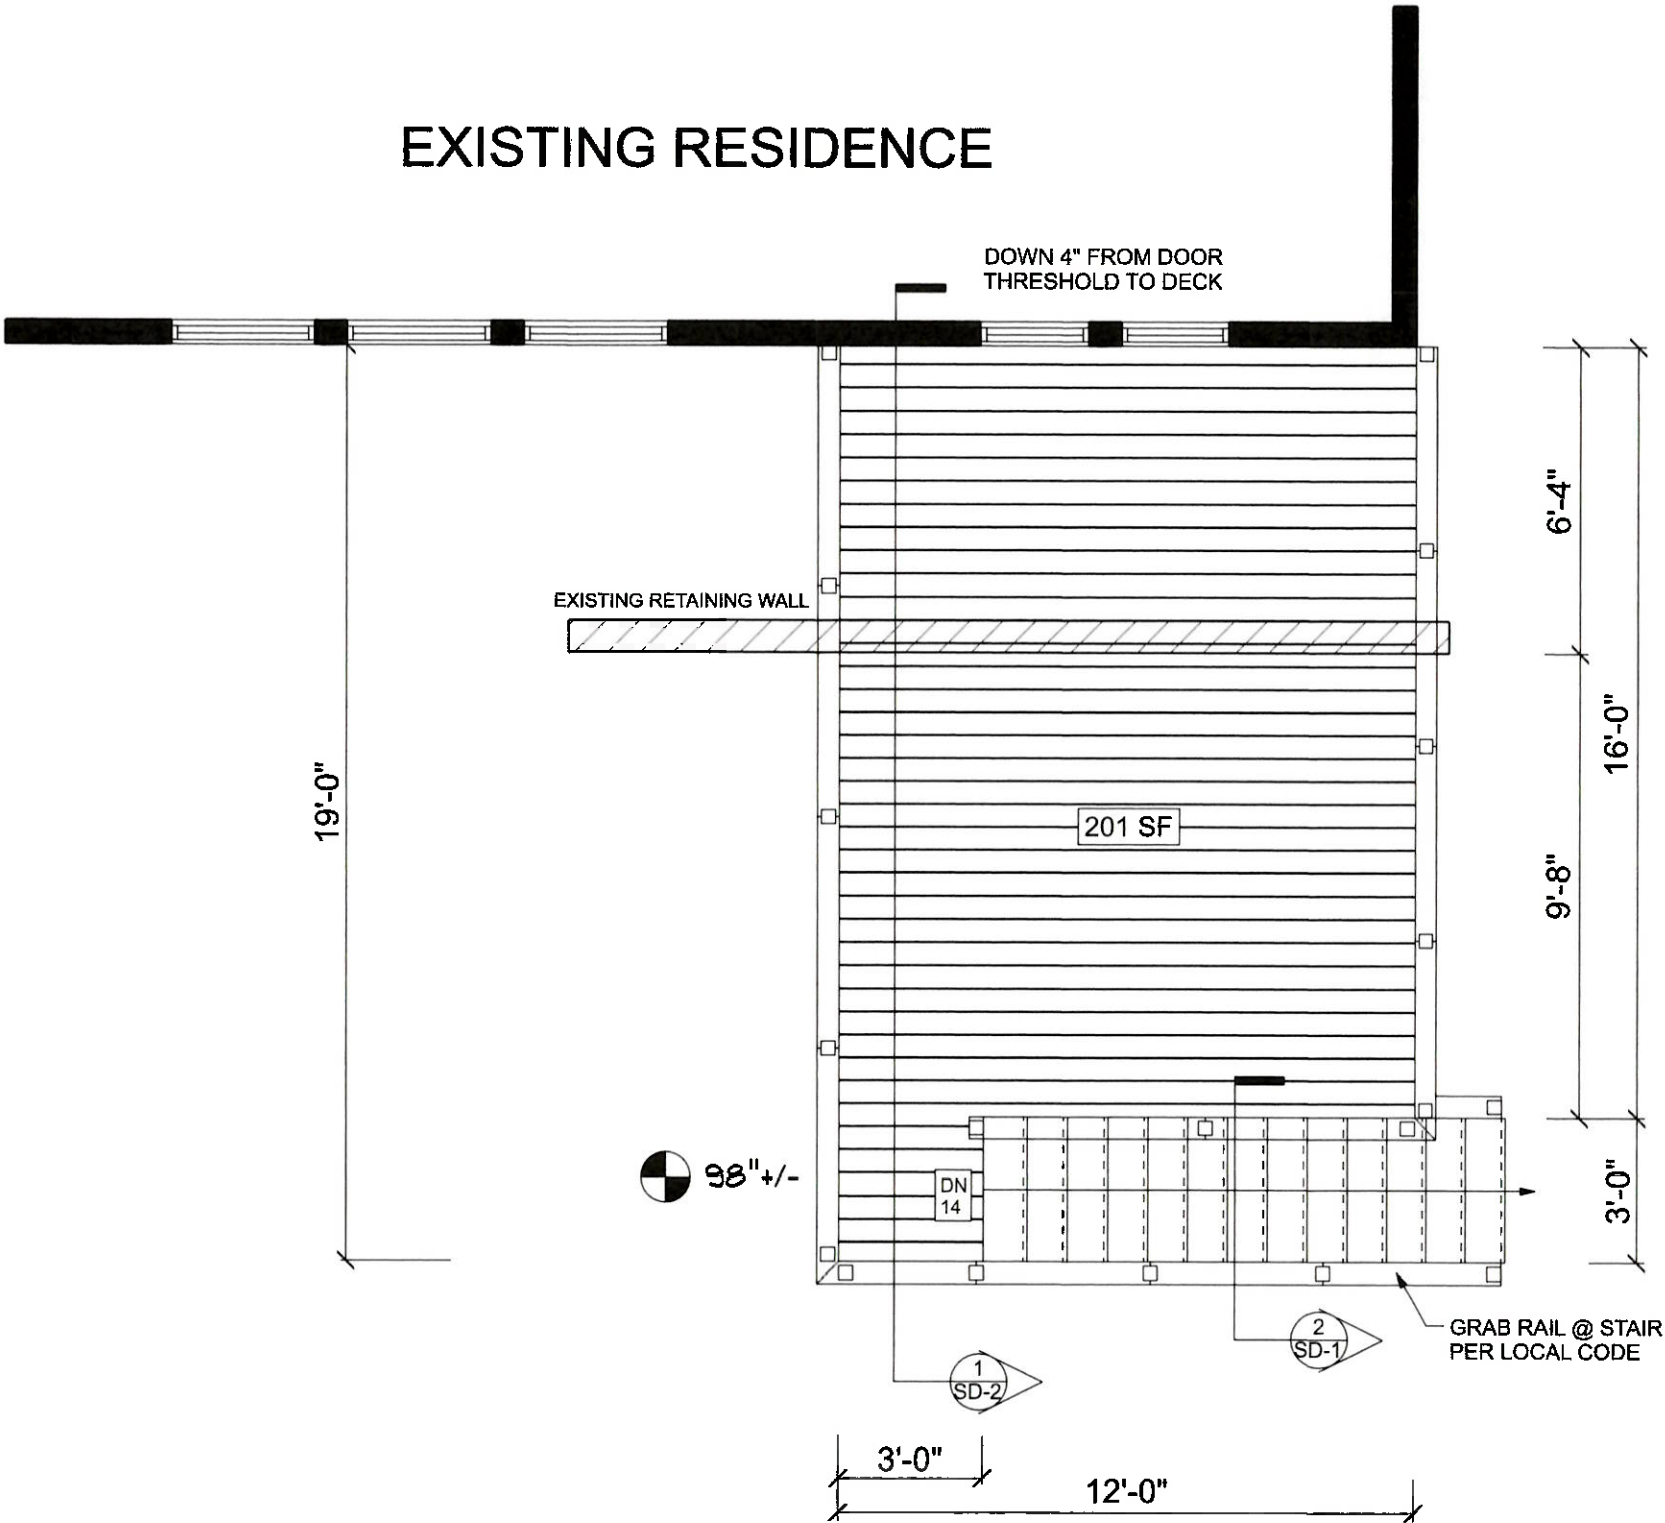 EXISTING RESIDENCE
DOWN 4" FROM DOOR
THRESHOLD TO DECK
6'-4"
EXISTING RETAINING WALL
16'-0"
19'-0"
201 SF
9'-8"
98"+/-
DN
14
3'-0"
GRAB RAIL @ STAIR
PER LOCAL CODE
2
SD-1
1
SD-2
3'-0"
12'-0"